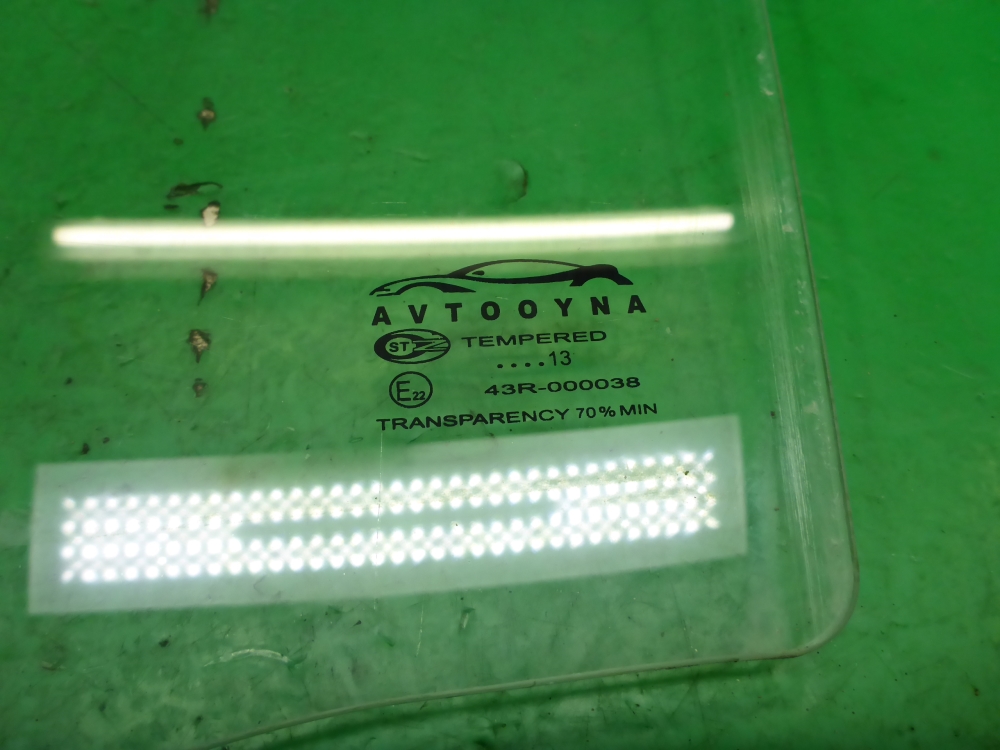 AVTOOYNA
ST TEMPERED
....13
E22 43R-000038
TRANSPARENCY 70% MIN